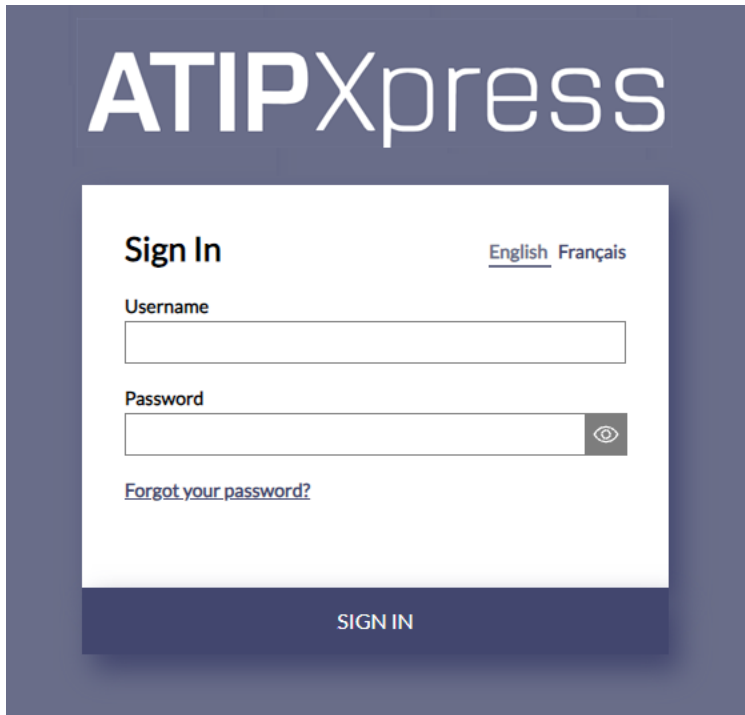 ATIPXpress
Sign In
English Français
Username
Password
Forgot your password?
SIGN IN